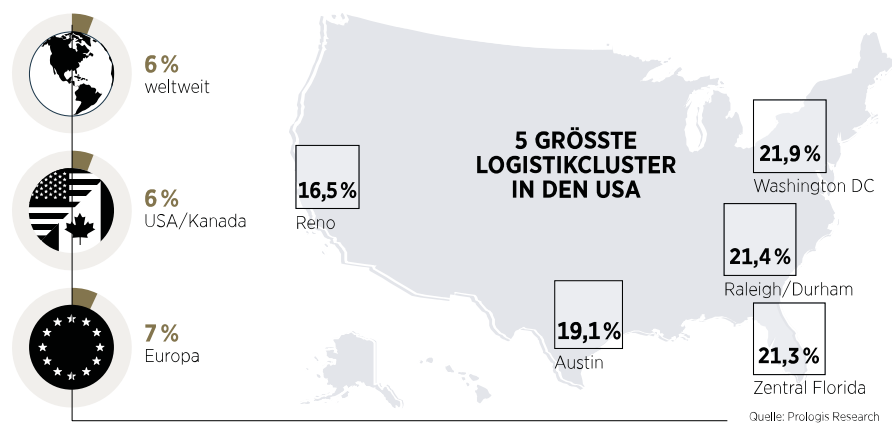 6 %
weltweit
6 %
USA/Kanada
7 %
Europa
5 GRÖSSTE
LOGISTIKCLUSTER
IN DEN USA
16,5 %
Reno
21,9 %
Washington DC
21,4 %
Raleigh/Durham
19,1 %
Austin
21,3 %
Zentral Florida
Quelle: Prologis Research